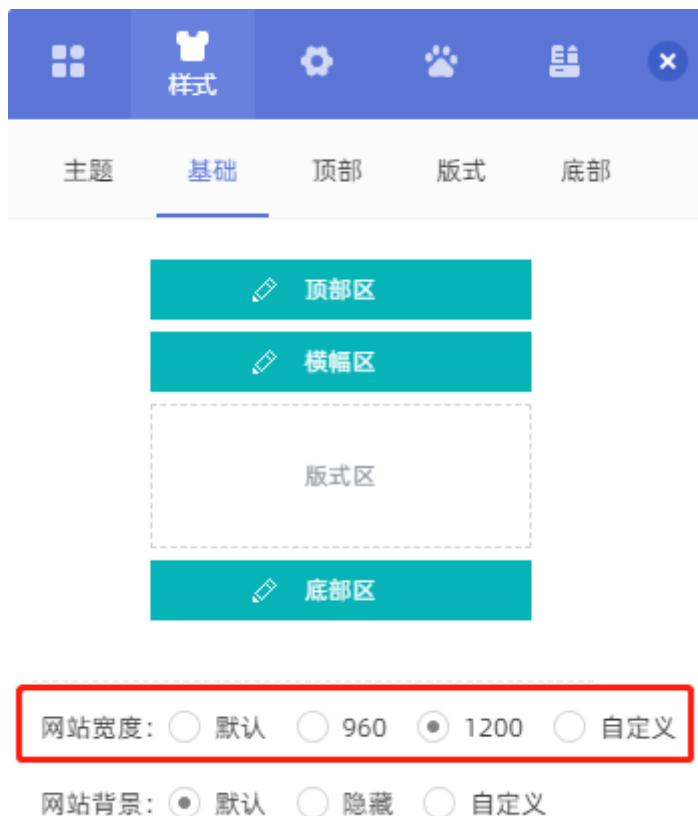 样式
主题 基础 顶部 版式 底部
顶部区
横幅区
版式区
底部区
网站宽度: 默认 960 1200 自定义
网站背景: 默认 隐藏 自定义